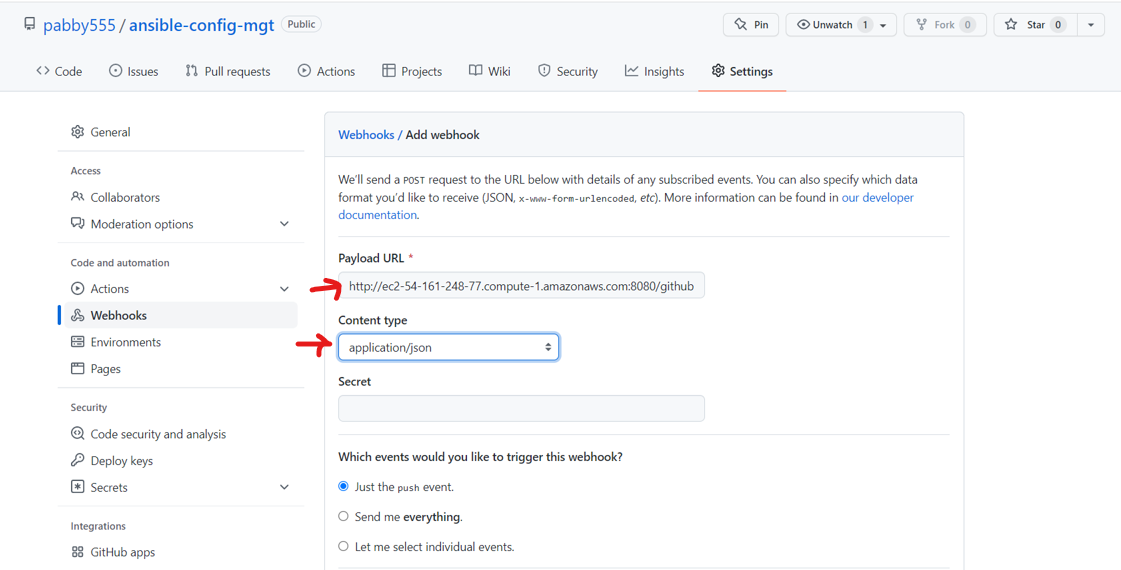 pabby555 / ansible-config-mgt Public Pin Unwatch 1 Fork 0 Star 0
Code Issues Pull requests Actions Projects Wiki Security Insights Settings
General
Access
Collaborators
Moderation options
Code and automation
Actions
Webhooks
Environments
Pages
Security
Code security and analysis
Deploy keys
Secrets
Integrations
GitHub apps
Webhooks / Add webhook
We'll send a POST request to the URL below with details of any subscribed events. You can also specify which data
format you'd like to receive (JSON, x-www-form-urlencoded, etc). More information can be found in our developer
documentation.
Payload URL *
http://ec2-54-161-248-77.compute-1.amazonaws.com:8080/github
Content type
application/json
Secret
Which events would you like to trigger this webhook?
Just the push event.
Send me everything.
Let me select individual events.